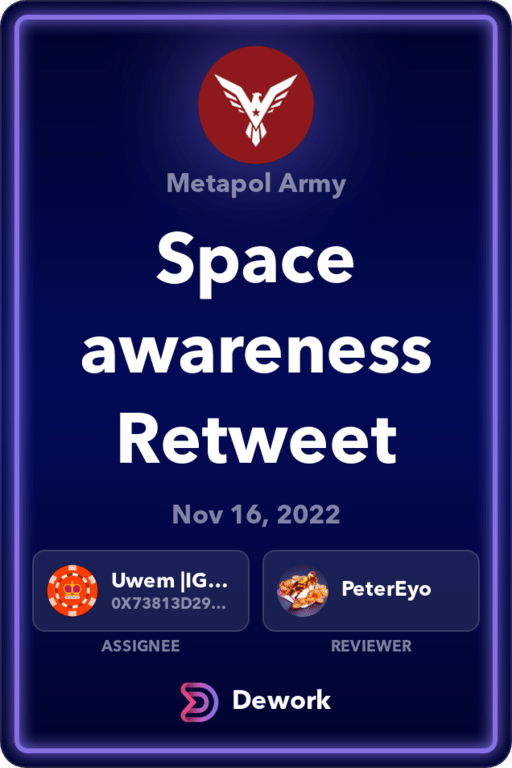 Metapol Army
Space
awareness
Retweet
Nov 16, 2022
Uwem |IG...
0X73813D29...
ASSIGNEE
PeterEyo
REVIEWER
Dework